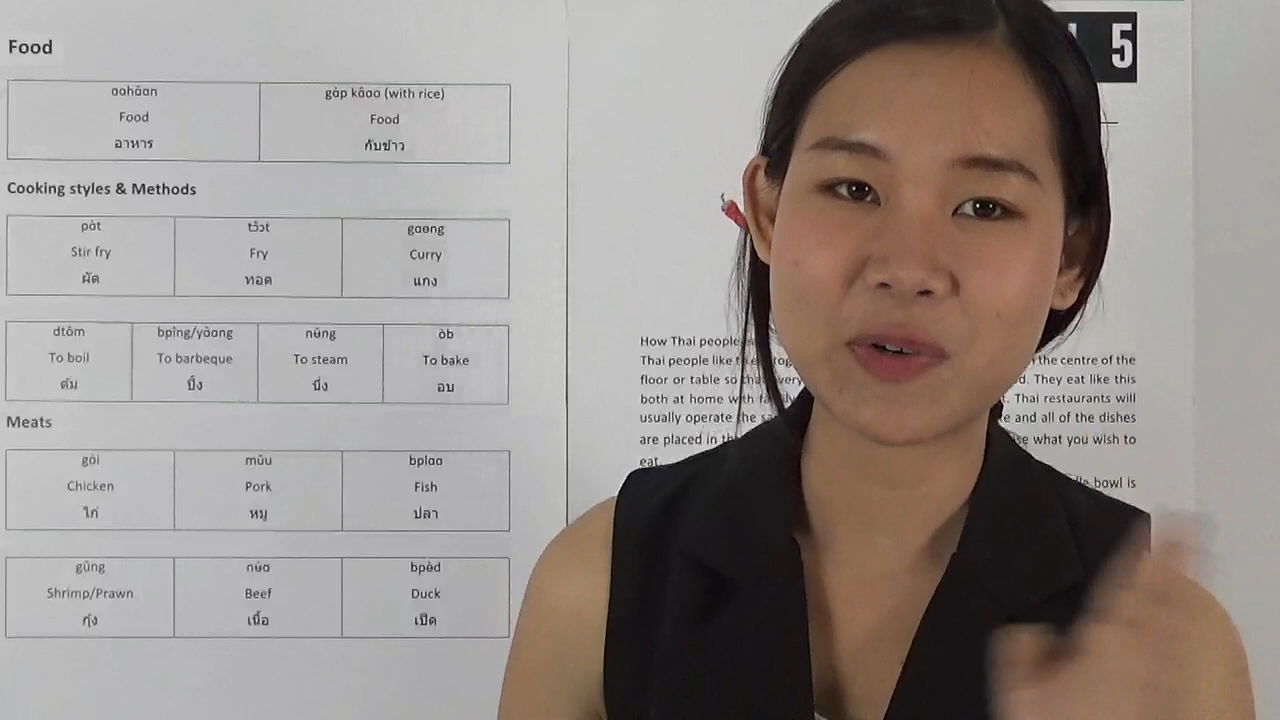 5
Food
aahǎan gàp kâao (with rice)
Food Food
อาหาร กับข้าว
Cooking styles & Methods
pàt tɔ̂ɔt gaɛng
Stir fry Fry Curry
ผัด ทอด แกง
dtôm bpîng/yâang nʉ̂ng òb
To boil To barbeque To steam To bake
ต้ม ปิ้ง นึ่ง อบ
Meats
gài mǔu bplaa
Chicken Pork Fish
ไก่ หมู ปลา
gûng núa bpèd
Shrimp/Prawn Beef Duck
กุ้ง เนื้อ เป็ด
How Thai people
Thai people like the centre of the
floor or table so They eat like this
both at home with Thai restaurants will
usually operate the and all of the dishes
are placed in what you wish to
eat
bowl is